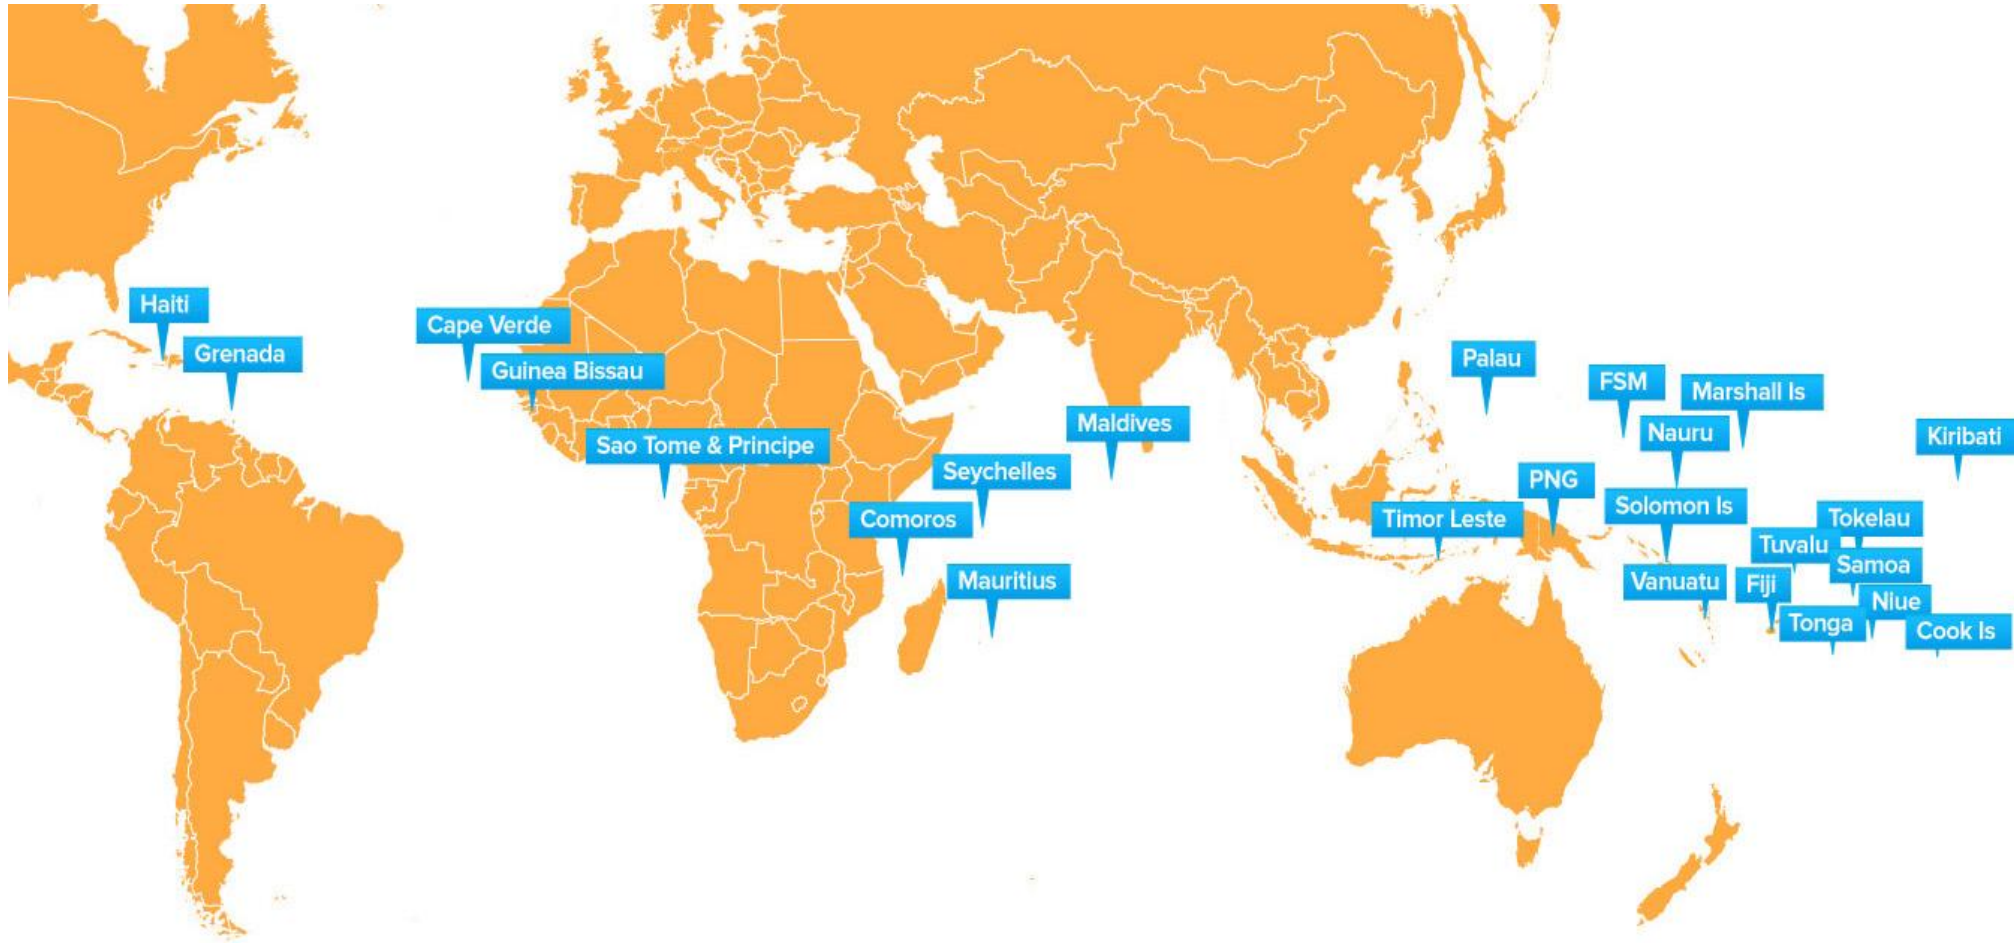 Haiti
Grenada
Cape Verde
Guinea Bissau
Sao Tome & Principe
Comoros
Seychelles
Mauritius
Maldives
Timor Leste
Palau
PNG
FSM
Marshall Is
Nauru
Solomon Is
Vanuatu
Kiribati
Tokelau
Tuvalu
Samoa
Fiji
Niue
Tonga
Cook Is